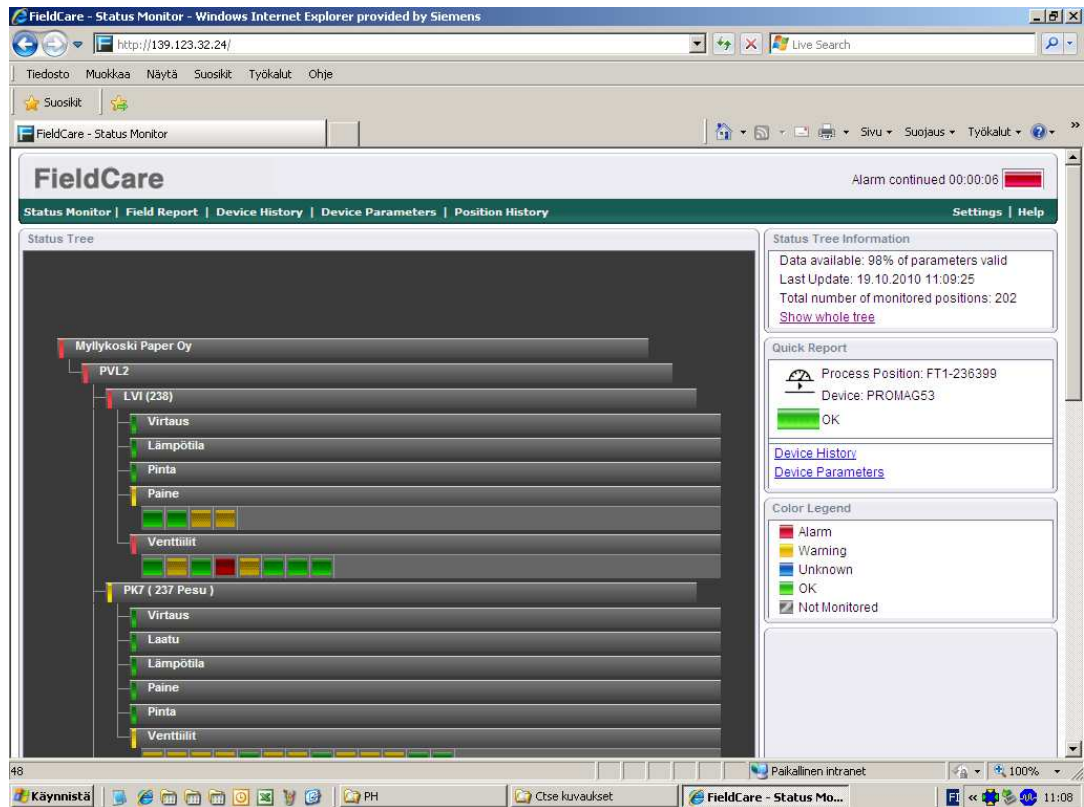 FieldCare - Status Monitor - Windows Internet Explorer provided by Siemens
http://139.123.32.24/
Live Search
Tiedosto Muokkaa Näytä Suosikit Työkalut Ohje
Suosikit
FieldCare - Status Monitor
Sivu Suojaus Työkalut
FieldCare
Alarm continued 00:00:06
Status Monitor | Field Report | Device History | Device Parameters | Position History
Settings | Help
Status Tree
Myllykoski Paper Oy
PVL2
LVI (238)
Virtaus
Lämpötila
Pinta
Paine
Venttiilit
PK7 ( 237 Pesu )
Virtaus
Laatu
Lämpötila
Paine
Pinta
Venttiilit
Status Tree Information
Data available: 98% of parameters valid
Last Update: 19.10.2010 11:09:25
Total number of monitored positions: 202
Show whole tree
Quick Report
Process Position: FT1-236399
Device: PROMAG53
OK
Device History
Device Parameters
Color Legend
Alarm
Warning
Unknown
OK
Not Monitored
48
Paikallinen intranet
100%
Käynnistä
PH
Ctse kuvaukset
FieldCare - Status Mo...
FI
11:08